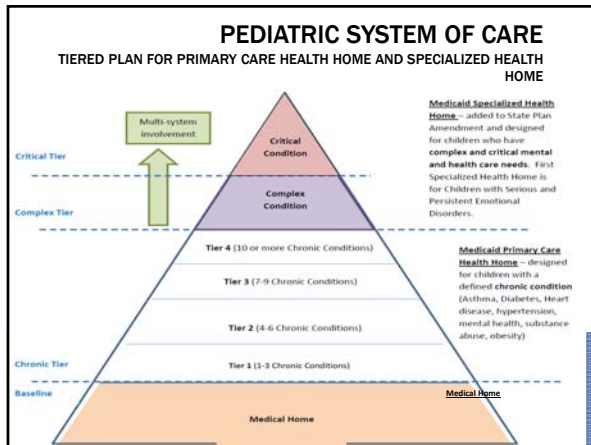 PEDIATRIC SYSTEM OF CARE
TIERED PLAN FOR PRIMARY CARE HEALTH HOME AND SPECIALIZED HEALTH
HOME
Multi-system
involvement
Critical Tier
Complex Tier
Chronic Tier
Baseline
Critical
Condition
Complex
Condition
Tier 4 (10 or more Chronic Conditions)
Tier 3 (7-9 Chronic Conditions)
Tier 2 (4-6 Chronic Conditions)
Tier 1 (1-3 Chronic Conditions)
Medical Home
Medicaid Specialized Health
Home – added to State Plan
Amendment and designed
for children who have
complex and critical mental
and health care needs. First
Specialized Health Home is
for Children with Serious and
Persistent Emotional
Disorders.
Medicaid Primary Care
Health Home – designed
for children with a
defined chronic condition
(Asthma, Diabetes, Heart
disease, hypertension,
mental health, substance
abuse, obesity)
Medical Home